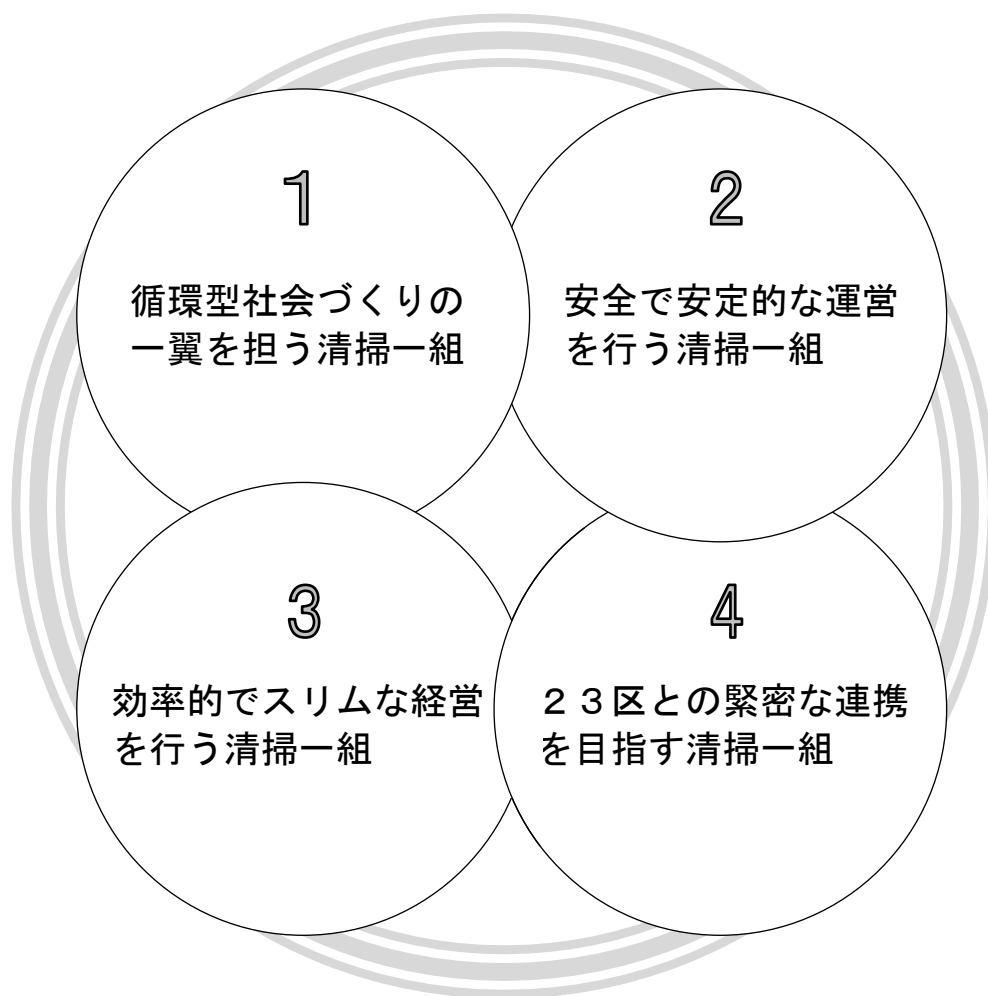 1
循環型社会づくりの
一翼を担う清掃一組
2
安全で安定的な運営
を行う清掃一組
3
効率的でスリムな経営
を行う清掃一組
4
２３区との緊密な連携
を目指す清掃一組